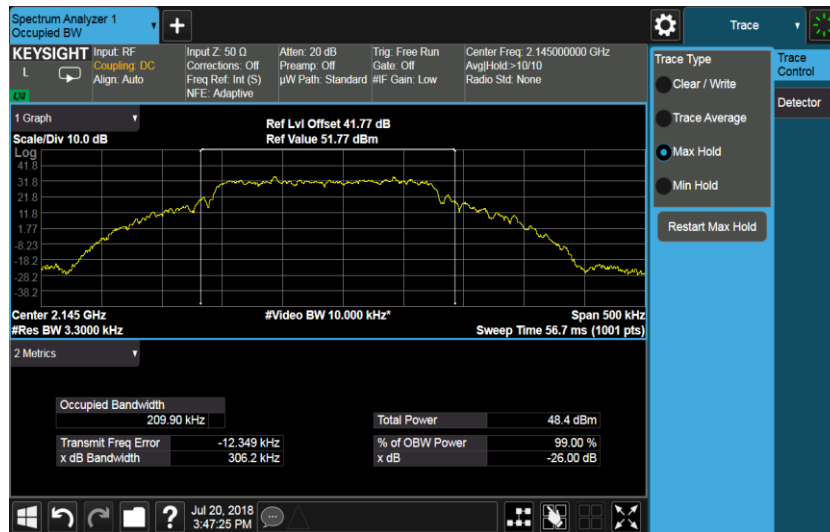 Spectrum Analyzer 1
Occupied BW
+
Trace
KEYSIGHT
L
LXI
Input: RF
Coupling: DC
Align: Auto
Input Z: 50 Ω
Corrections: Off
Freq Ref: Int (S)
NFE: Adaptive
Atten: 20 dB
Preamp: Off
µW Path: Standard
Trig: Free Run
Gate: Off
#IF Gain: Low
Center Freq: 2.145000000 GHz
Avg|Hold:>10/10
Radio Std: None
Trace Type
Clear / Write
Trace Average
Max Hold
Min Hold
Restart Max Hold
Trace
Control
Detector
1 Graph
Scale/Div 10.0 dB
Ref Lvl Offset 41.77 dB
Ref Value 51.77 dBm
Log
41.8
31.8
21.8
11.8
1.77
-8.23
-18.2
-28.2
-38.2
Center 2.145 GHz
#Video BW 10.000 kHz*
Span 500 kHz
#Res BW 3.3000 kHz
Sweep Time 56.7 ms (1001 pts)
2 Metrics
Occupied Bandwidth
209.90 kHz
Total Power 48.4 dBm
Transmit Freq Error -12.349 kHz
% of OBW Power 99.00 %
x dB Bandwidth 306.2 kHz
x dB -26.00 dB
?
Jul 20, 2018
3:47:25 PM